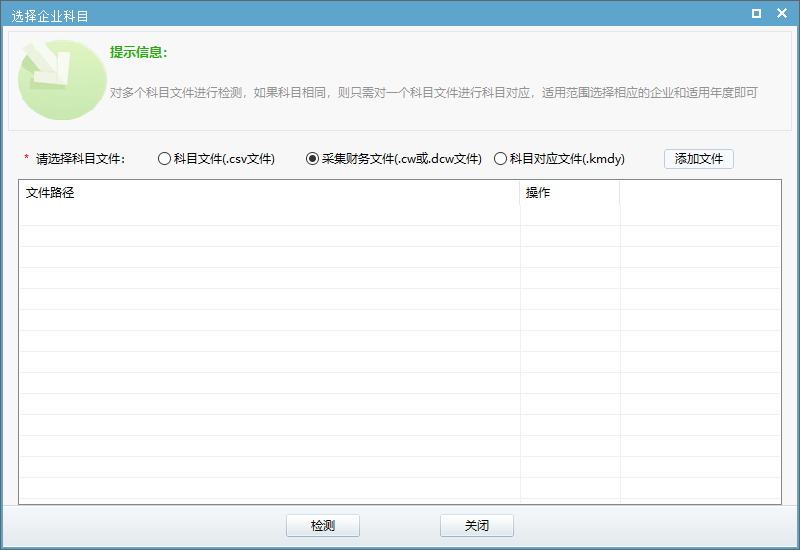 选择企业科目
提示信息：
对多个科目文件进行检测，如果科目相同，则只需对一个科目文件进行科目对应，适用范围选择相应的企业和适用年度即可
* 请选择科目文件： 科目文件(.csv文件) 采集财务文件(.cw或.dcw文件) 科目对应文件(.kmdy) 添加文件
文件路径 操作
检测 关闭